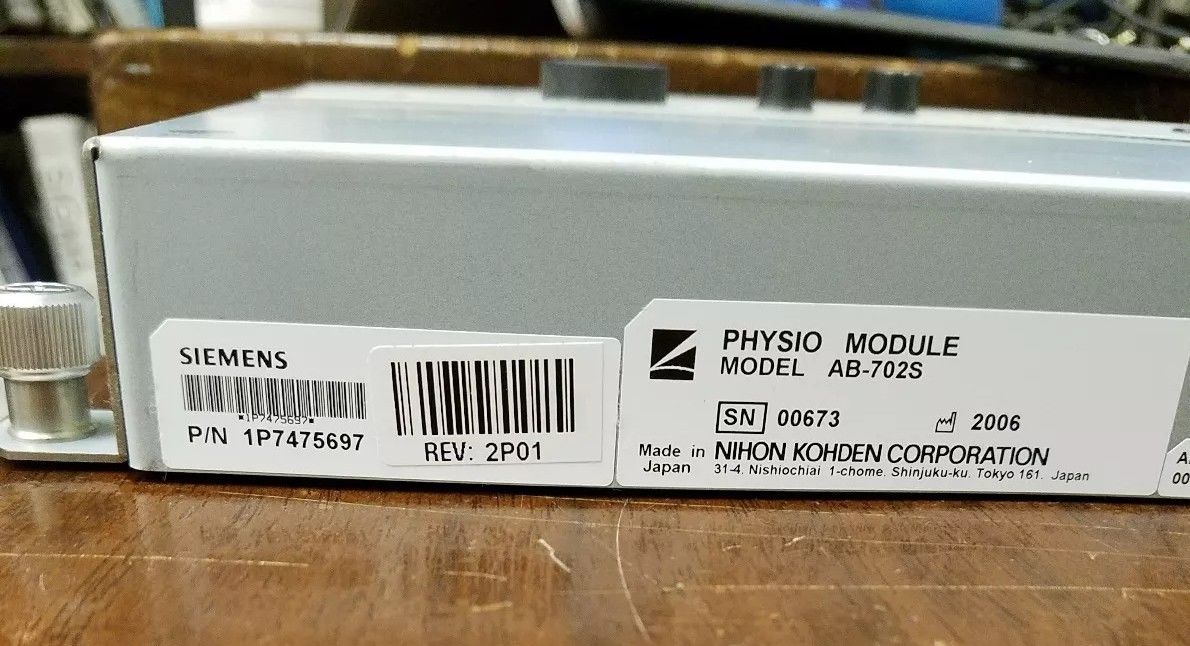 SIEMENS
*1P7475697*
P/N 1P7475697
REV: 2P01
PHYSIO MODULE
MODEL AB-702S
SN 00673 2006
Made in Japan NIHON KOHDEN CORPORATION
31-4. Nishiochiai 1-chome. Shinjuku-ku. Tokyo 161. Japan
00